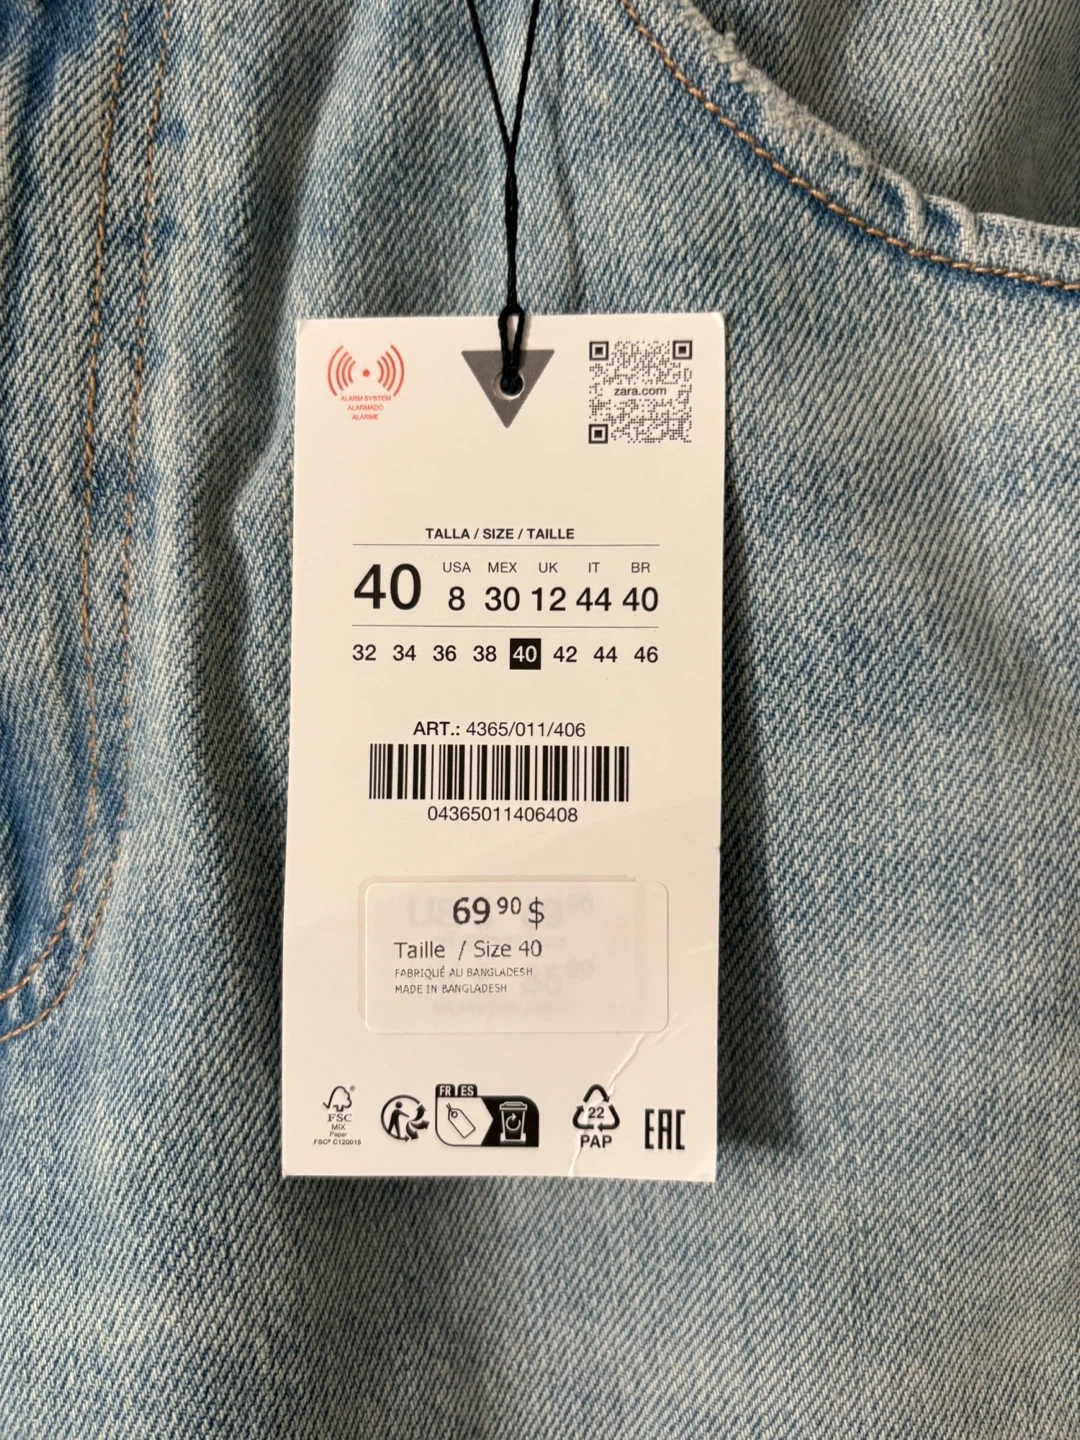 ALARM SYSTEM
ALARMADO
ALARME
zara.com
TALLA / SIZE / TAILLE
40
USA MEX UK IT BR
8 30 12 44 40
32 34 36 38 40 42 44 46
ART.: 4365/011/406
04365011406408
69 90 $
Taille / Size 40
FABRIQUÉ AU BANGLADESH
MADE IN BANGLADESH
FSC®
MIX
Paper
FSC® C120015
FR ES
22
PAP
EAC